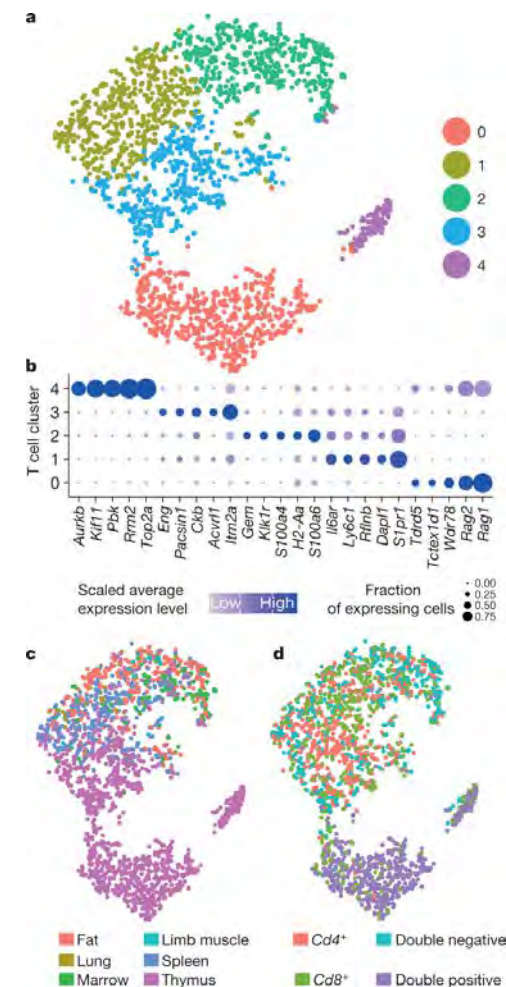 a
0
1
2
3
4
b
T cell cluster
4
3
2
1
0
Aurkb
Kif11
Pbk
Rrm2
Top2a
Eng
Pacsin1
Ckb
Acvrl1
Itm2a
Gem
Klk1r
S100a4
H2-Aa
S100a6
Il6ar
Ly6c1
Rflnb
Dapl1
S1pr1
Tdrd5
Tctex1d1
Wdr78
Rag2
Rag1
Scaled average
expression level
Low High
Fraction
of expressing cells
0.00
0.25
0.50
0.75
c
d
Fat
Limb muscle
Lung
Spleen
Marrow
Thymus
Cd4+
Double negative
Cd8+
Double positive